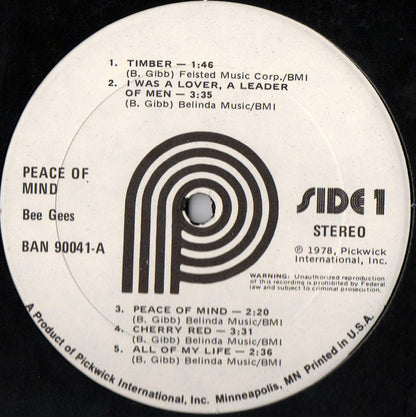 1. TIMBER — 1:46
(B. Gibb) Felsted Music Corp./BMI
2. I WAS A LOVER, A LEADER
OF MEN — 3:35
(B. Gibb) Belinda Music/BMI
PEACE OF
MIND
Bee Gees
BAN 90041-A
SIDE 1
STEREO
℗ 1978, Pickwick
International, Inc.
WARNING: Unauthorized reproduction
of this recording is prohibited by Federal
law and subject to criminal prosecution.
3. PEACE OF MIND — 2:20
(B. Gibb) Belinda Music/BMI
4. CHERRY RED — 3:31
(B. Gibb) Belinda Music/BMI
5. ALL OF MY LIFE — 2:36
(B. Gibb) Belinda Music/BMI
A Product of Pickwick International, Inc. Minneapolis, MN Printed in U.S.A.